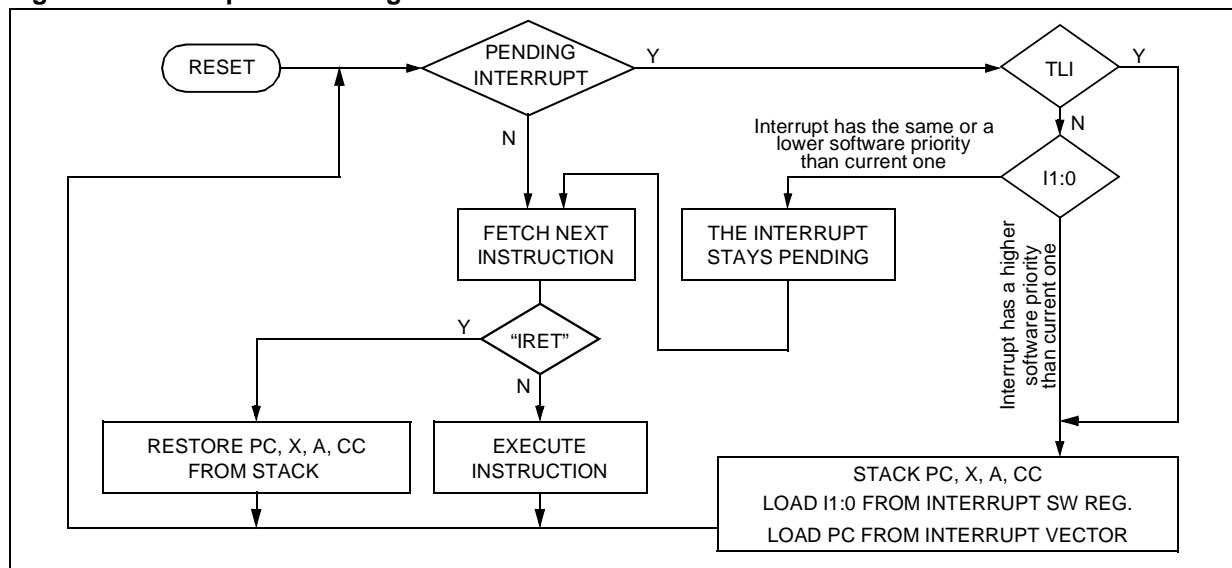 RESET
PENDING
INTERRUPT
Y
TLI
Y
N
N
Interrupt has the same or a
lower software priority
than current one
I1:0
FETCH NEXT
INSTRUCTION
THE INTERRUPT
STAYS PENDING
Interrupt has a higher
software priority
than current one
Y
“IRET”
N
RESTORE PC, X, A, CC
FROM STACK
EXECUTE
INSTRUCTION
STACK PC, X, A, CC
LOAD I1:0 FROM INTERRUPT SW REG.
LOAD PC FROM INTERRUPT VECTOR